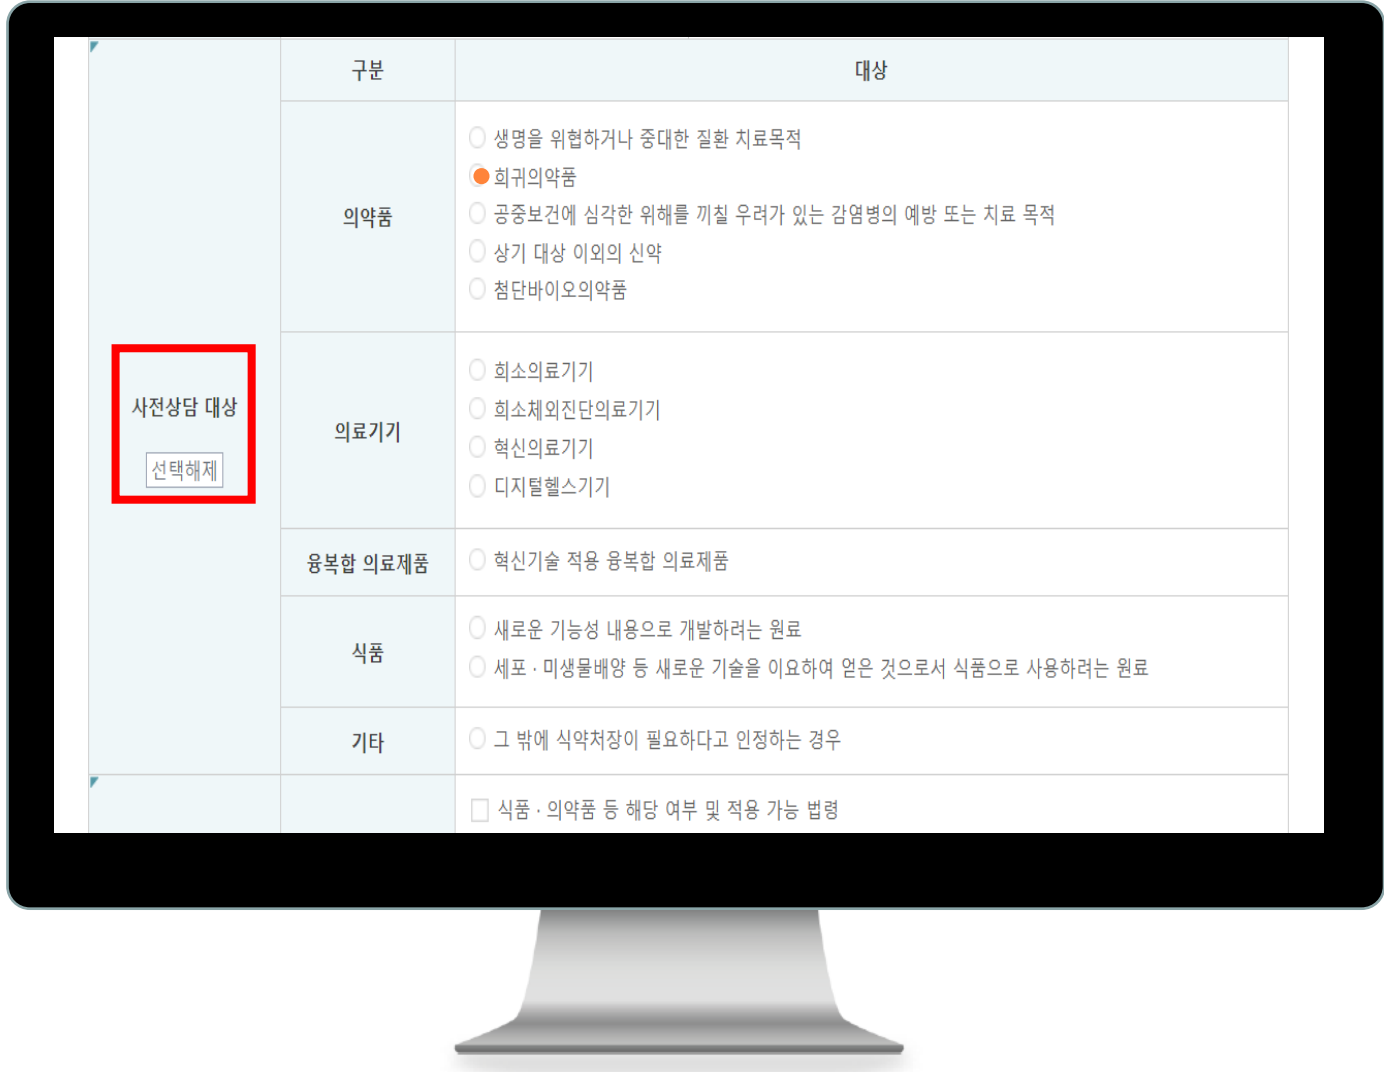 구분
대상
사전상담 대상
선택해제
의약품
생명을 위협하거나 중대한 질환 치료목적
희귀의약품
공중보건에 심각한 위해를 끼칠 우려가 있는 감염병의 예방 또는 치료 목적
상기 대상 이외의 신약
첨단바이오의약품
의료기기
희소의료기기
희소체외진단의료기기
혁신의료기기
디지털헬스기기
융복합 의료제품
혁신기술 적용 융복합 의료제품
식품
새로운 기능성 내용으로 개발하려는 원료
세포 · 미생물배양 등 새로운 기술을 이요하여 얻은 것으로서 식품으로 사용하려는 원료
기타
그 밖에 식약처장이 필요하다고 인정하는 경우
식품 · 의약품 등 해당 여부 및 적용 가능 법령